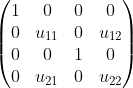 1 0 0 0
0 u₁₁ 0 u₁₂
0 0 1 0
0 u₂₁ 0 u₂₂